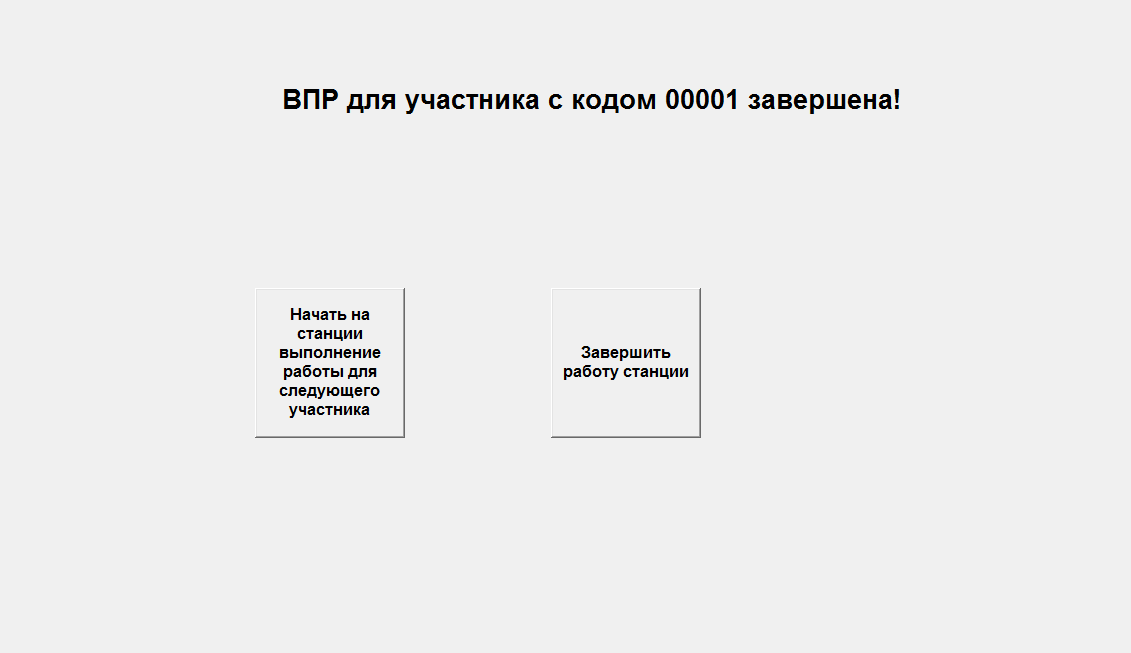 ВПР для участника с кодом 00001 завершена!
Начать на
станции
выполнение
работы для
следующего
участника
Завершить
работу станции